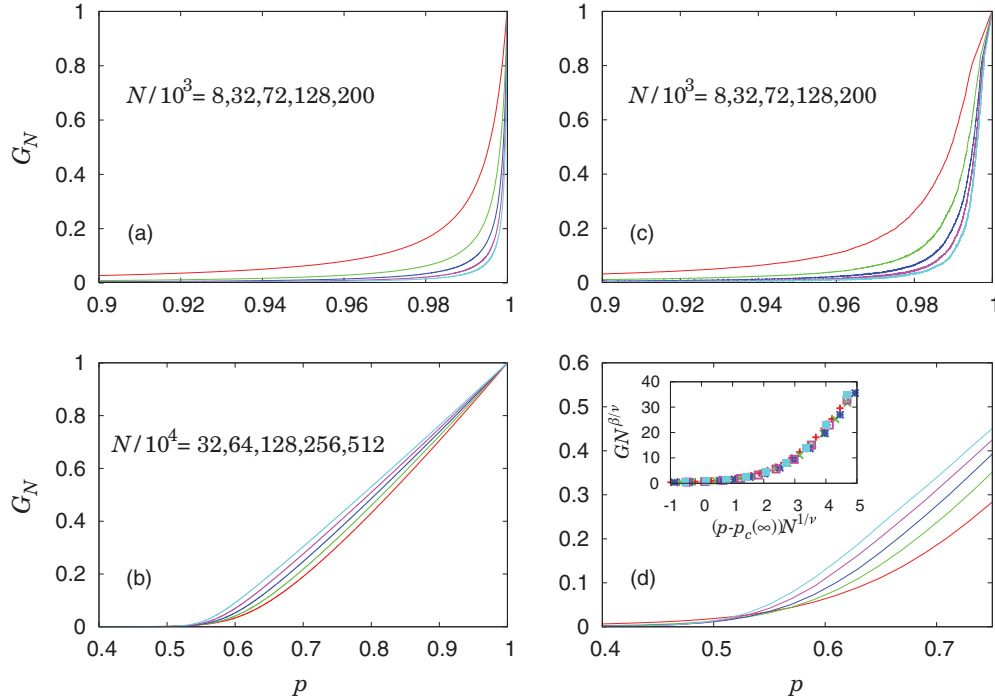 1
0.8
0.6
0.4
0.2
0
G_N
N/10^3= 8,32,72,128,200
(a)
0.9 0.92 0.94 0.96 0.98 1
1
0.8
0.6
0.4
0.2
0
N/10^3= 8,32,72,128,200
(c)
0.9 0.92 0.94 0.96 0.98 1
1
0.8
0.6
0.4
0.2
0
G_N
N/10^4= 32,64,128,256,512
(b)
0.4 0.5 0.6 0.7 0.8 0.9 1
p
0.6
0.5
0.4
0.3
0.2
0.1
0
40
30
20
10
0
GN^{β/ν}
-1 0 1 2 3 4 5
(p-p_c(∞))N^{1/ν}
(d)
0.4 0.5 0.6 0.7
p